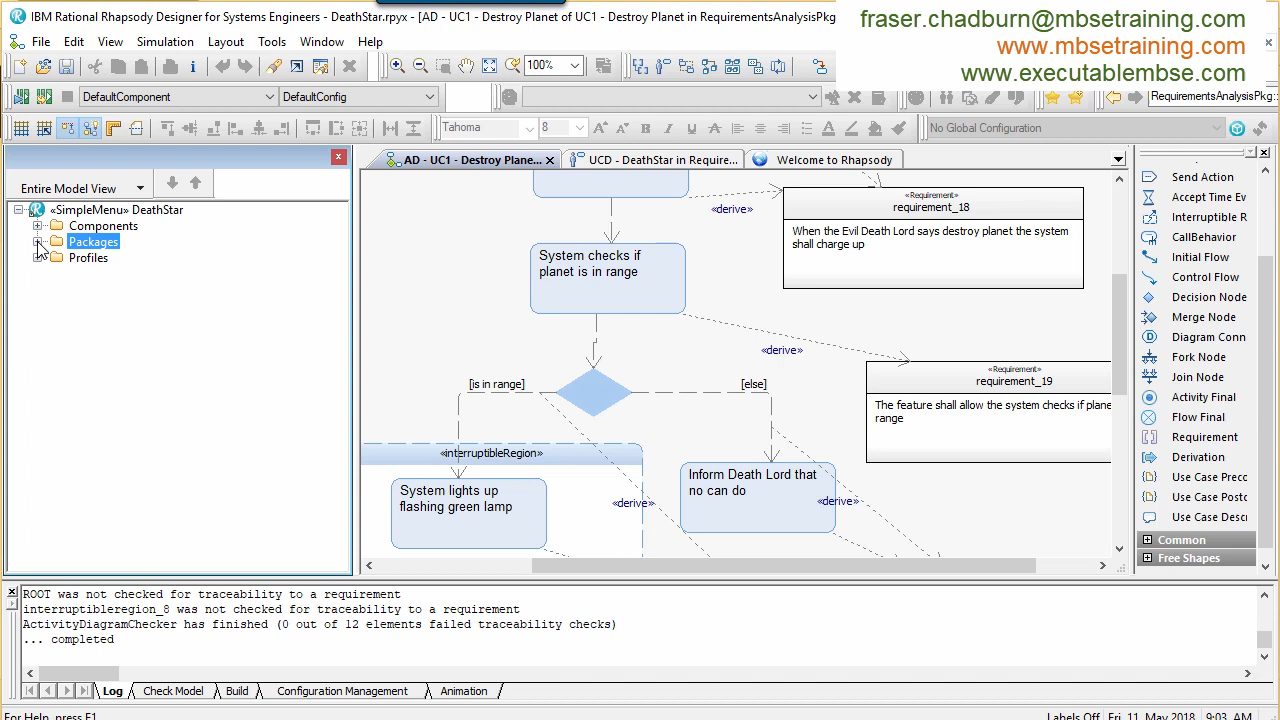 IBM Rational Rhapsody Designer for Systems Engineers - DeathStar.rpyx - [AD - UC1 - Destroy Planet of UC1 - Destroy Planet in RequirementsAnalysisPkg
fraser.chadburn@mbsetraining.com
www.mbsetraining.com
www.executablembse.com
File Edit View Simulation Layout Tools Window Help
100%
DefaultComponent DefaultConfig RequirementsAnalysisPkg::
Tahoma 8 No Global Configuration
AD - UC1 - Destroy Plane... UCD - DeathStar in Require... Welcome to Rhapsody
Entire Model View
«SimpleMenu» DeathStar
Components
Packages
Profiles
«derive»
«Requirement»
requirement_18
When the Evil Death Lord says destroy planet the system
shall charge up
System checks if
planet is in range
«derive»
«Requirement»
requirement_19
The feature shall allow the system checks if plane
range
[is in range] [else]
«interruptibleRegion»
System lights up
flashing green lamp
«derive»
Inform Death Lord that
no can do
«derive»
Send Action
Accept Time Ev
Interruptible R
CallBehavior
Initial Flow
Control Flow
Decision Node
Merge Node
Diagram Conn
Fork Node
Join Node
Activity Final
Flow Final
Requirement
Derivation
Use Case Preco
Use Case Postc
Use Case Descr
Common
Free Shapes
ROOT was not checked for traceability to a requirement
interruptibleregion_8 was not checked for traceability to a requirement
ActivityDiagramChecker has finished (0 out of 12 elements failed traceability checks)
... completed
Log Check Model Build Configuration Management Animation
For Help, press F1 Labels Off Fri, 11, May 2018 9:03 AM